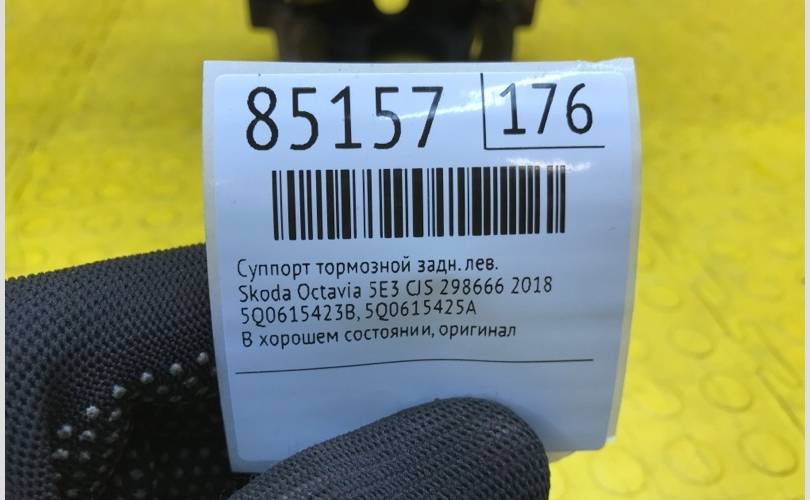 85157 176
Суппорт тормозной задн. лев.
Skoda Octavia 5E3 CJS 298666 2018
5Q0615423B, 5Q0615425A
В хорошем состоянии, оригинал